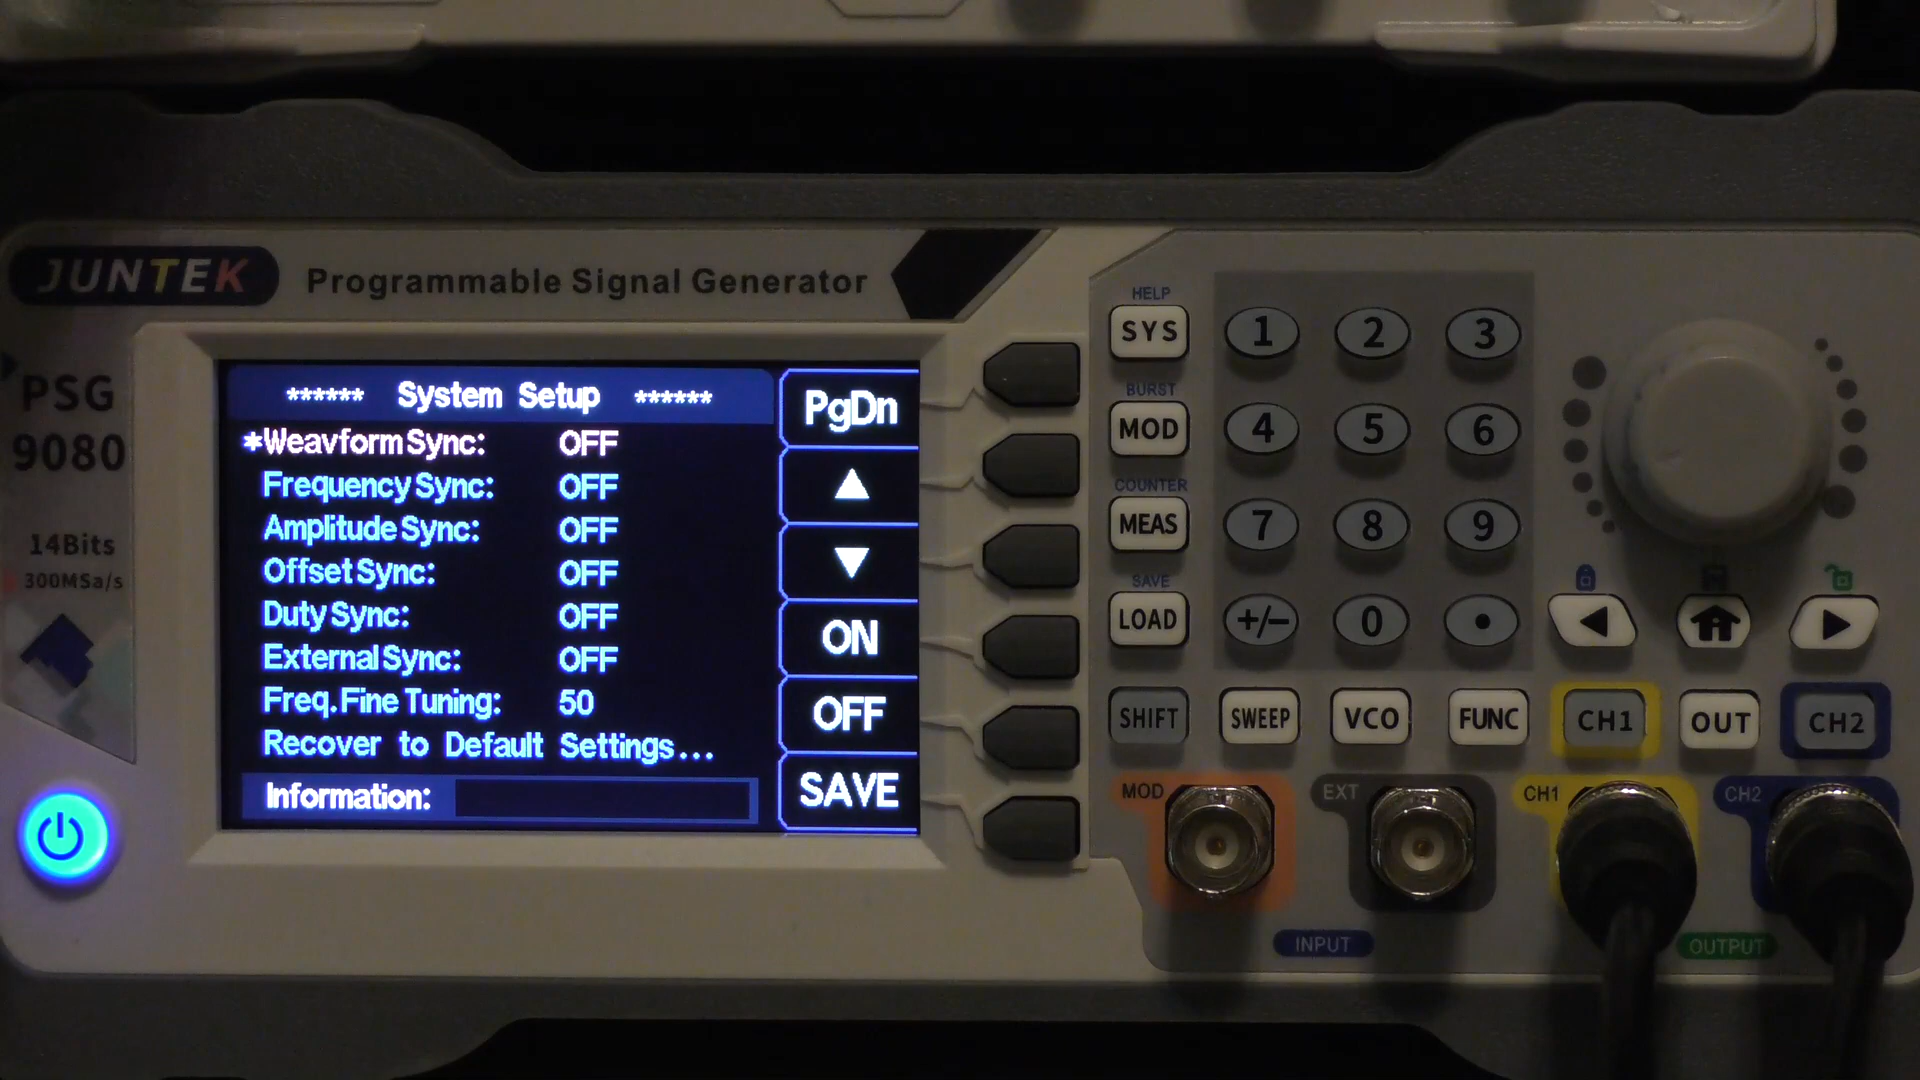 JUNTEK
Programmable Signal Generator
PSG
9080
14Bits
300MSa/s
****** System Setup ******
*Weavform Sync: OFF
Frequency Sync: OFF
Amplitude Sync: OFF
Offset Sync: OFF
Duty Sync: OFF
External Sync: OFF
Freq.Fine Tuning: 50
Recover to Default Settings...
Information:
PgDn
▲
▼
ON
OFF
SAVE
HELP
SYS
1 2 3
BURST
MOD
4 5 6
COUNTER
MEAS
7 8 9
SAVE
LOAD
+/− 0 •
SHIFT SWEEP VCO FUNC CH1 OUT CH2
MOD EXT CH1 CH2
INPUT OUTPUT